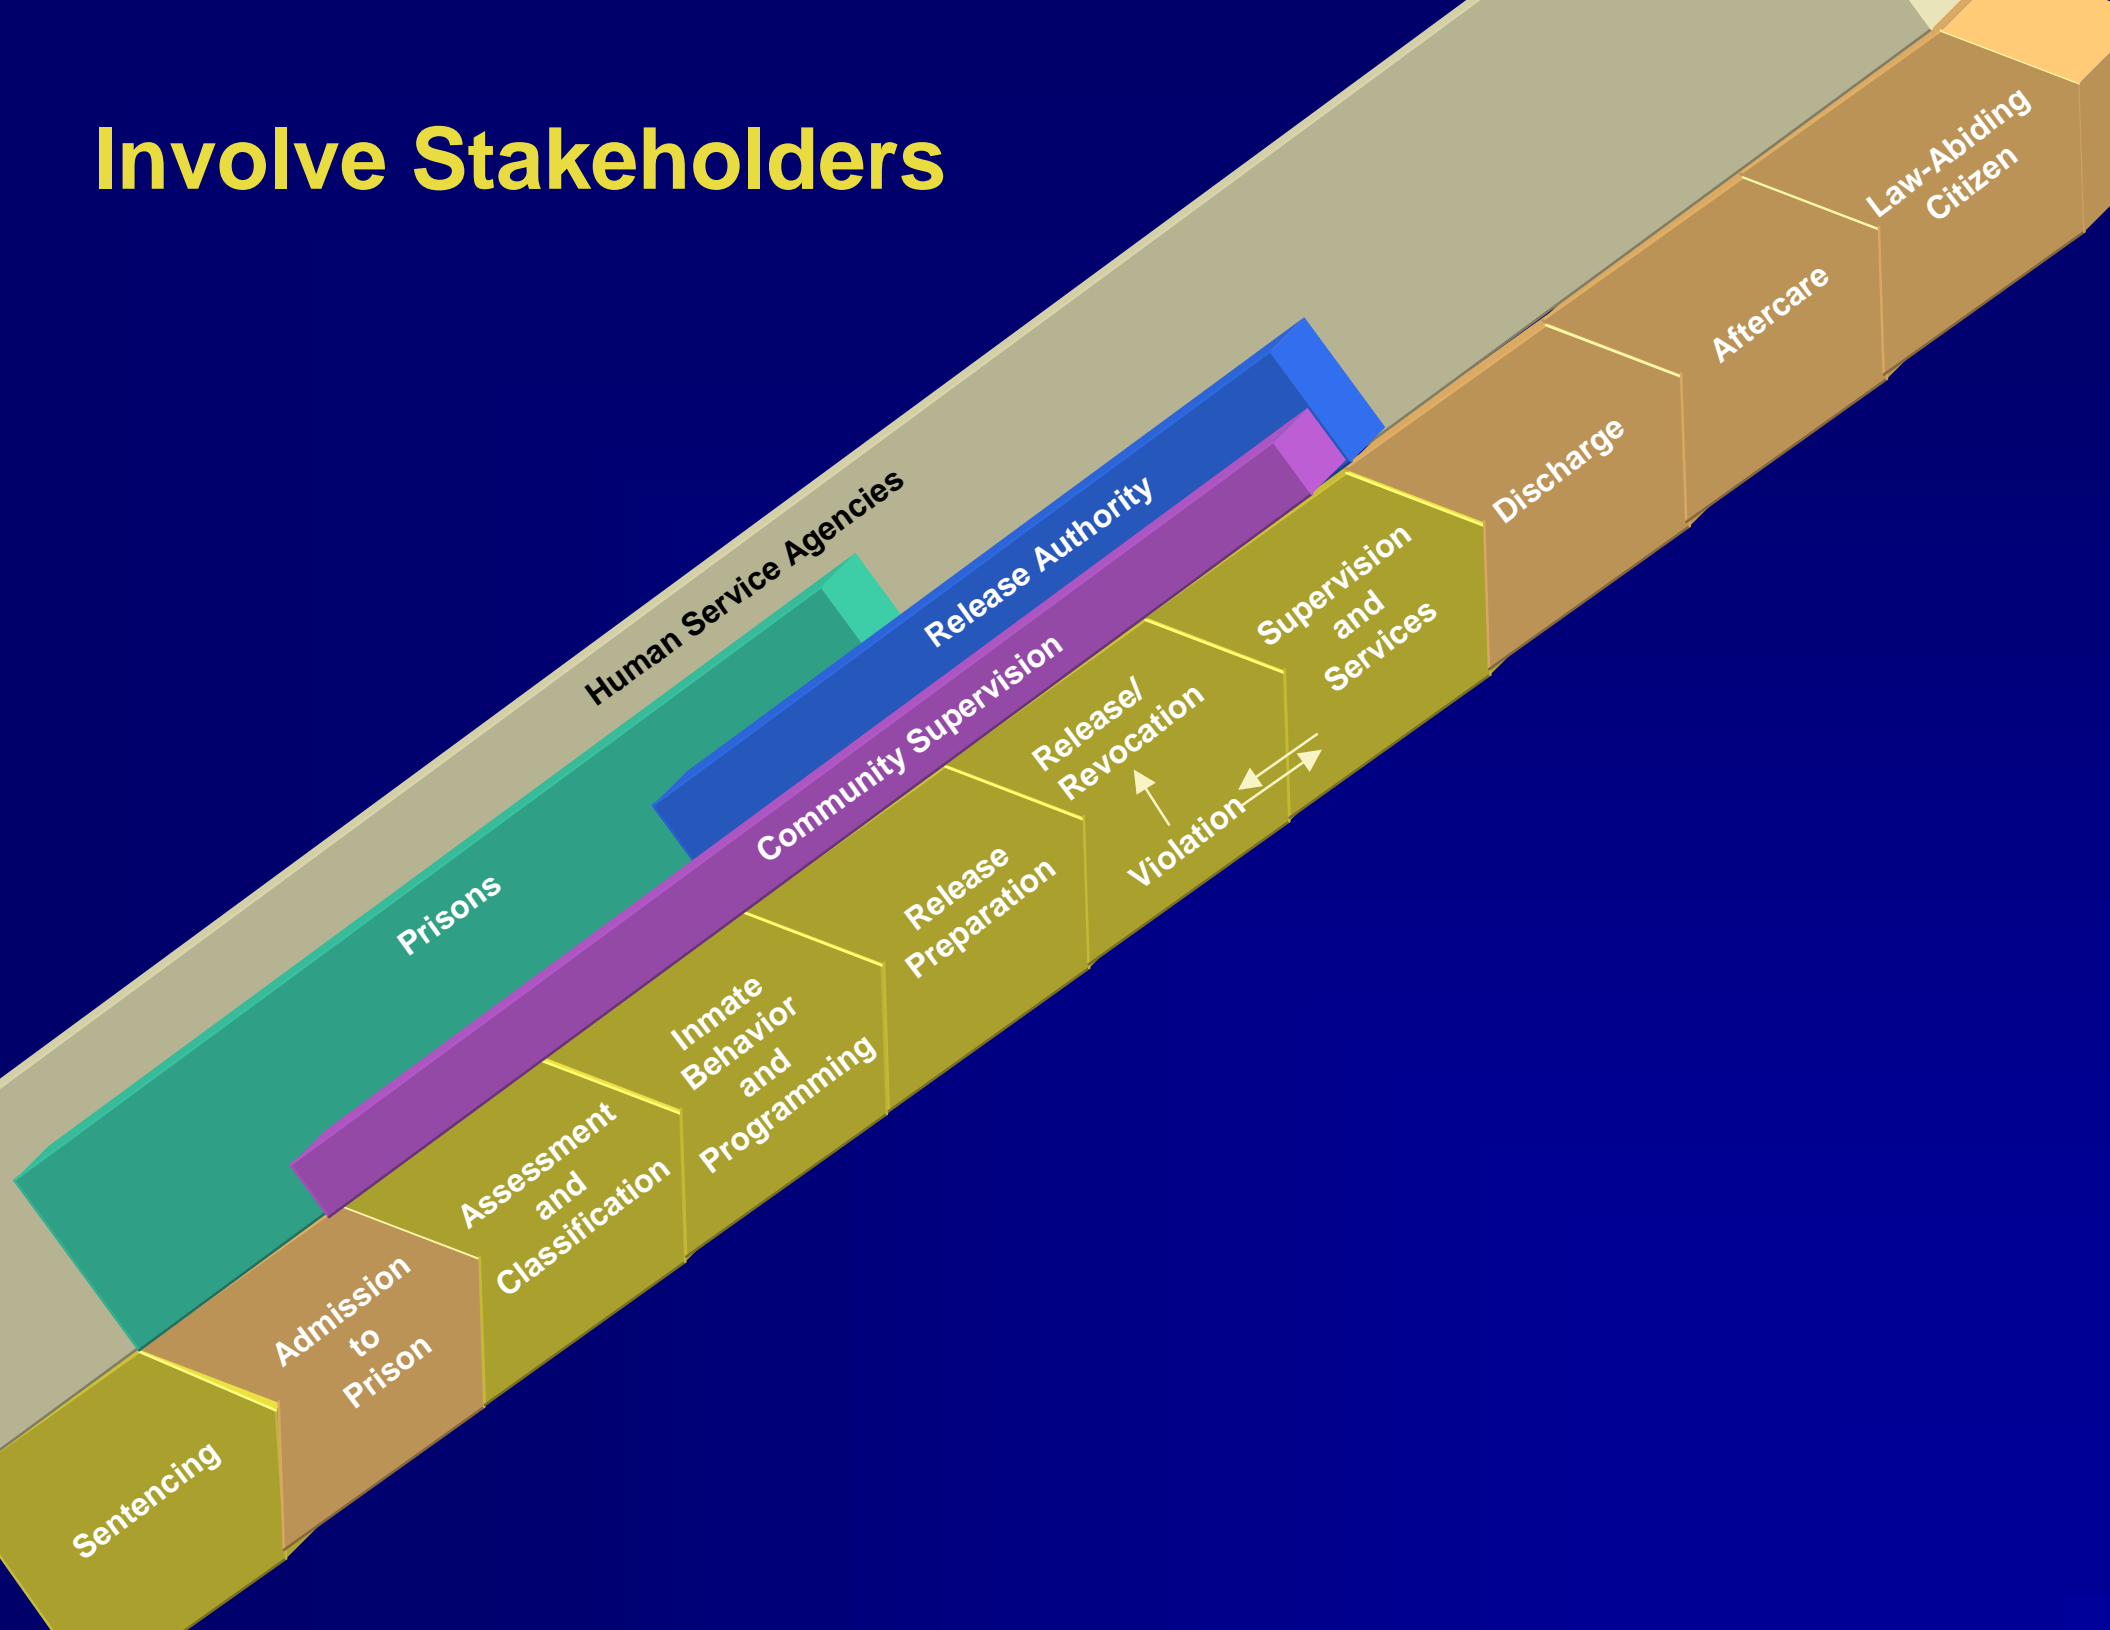 Involve Stakeholders
Human Service Agencies
Prisons
Release Authority
Community Supervision
Sentencing
Admission
to
Prison
Assessment
and
Classification
Inmate
Behavior
and
Programming
Release
Preparation
Release/
Revocation
Violation
Supervision
and
Services
Discharge
Aftercare
Law-Abiding
Citizen